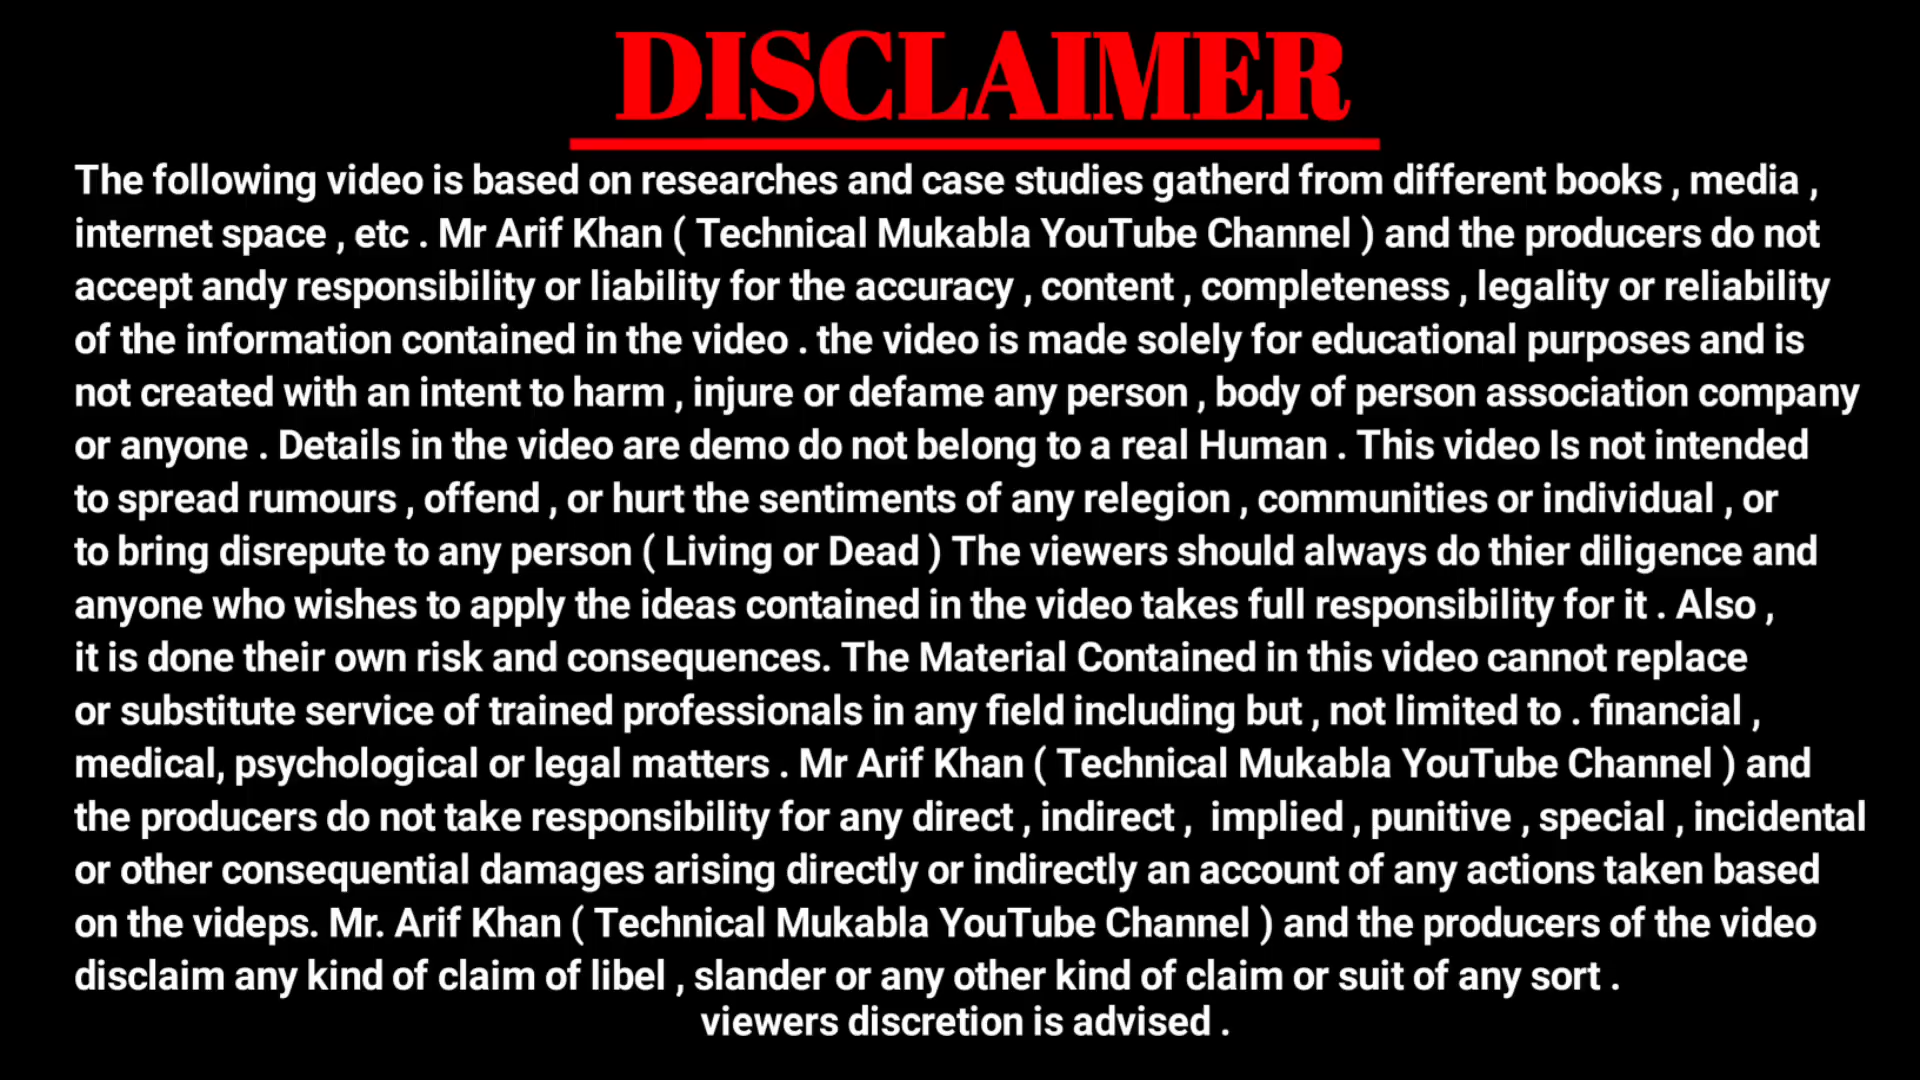 DISCLAIMER
The following video is based on researches and case studies gatherd from different books , media ,
internet space , etc . Mr Arif Khan ( Technical Mukabla YouTube Channel ) and the producers do not
accept andy responsibility or liability for the accuracy , content , completeness , legality or reliability
of the information contained in the video . the video is made solely for educational purposes and is
not created with an intent to harm , injure or defame any person , body of person association company
or anyone . Details in the video are demo do not belong to a real Human . This video Is not intended
to spread rumours , offend , or hurt the sentiments of any relegion , communities or individual , or
to bring disrepute to any person ( Living or Dead ) The viewers should always do thier diligence and
anyone who wishes to apply the ideas contained in the video takes full responsibility for it . Also ,
it is done their own risk and consequences. The Material Contained in this video cannot replace
or substitute service of trained professionals in any field including but , not limited to . financial ,
medical, psychological or legal matters . Mr Arif Khan ( Technical Mukabla YouTube Channel ) and
the producers do not take responsibility for any direct , indirect ,  implied , punitive , special , incidental
or other consequential damages arising directly or indirectly an account of any actions taken based
on the videps. Mr. Arif Khan ( Technical Mukabla YouTube Channel ) and the producers of the video
disclaim any kind of claim of libel , slander or any other kind of claim or suit of any sort .
viewers discretion is advised .